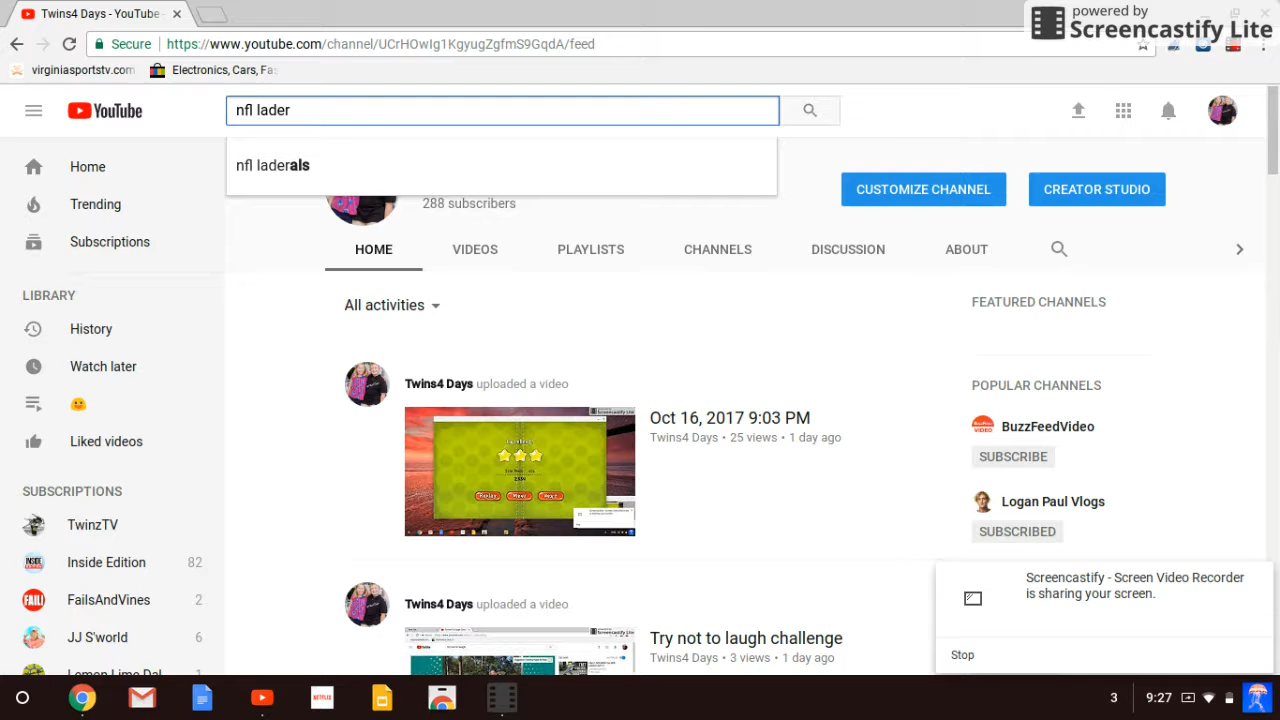 Twins4 Days - YouTube
powered by
Screencastify Lite
Secure
https://www.youtube.com/channel/UCrHOwIg1KgyugZgfmS9GqdA/feed
virginiasportstv.com
Electronics, Cars, Fas
YouTube
nfl lader
nfl laderals
Home
Trending
Subscriptions
LIBRARY
History
Watch later
Liked videos
SUBSCRIPTIONS
TwinzTV
Inside Edition 82
FailsAndVines 2
JJ S'world 6
288 subscribers
CUSTOMIZE CHANNEL
CREATOR STUDIO
HOME VIDEOS PLAYLISTS CHANNELS DISCUSSION ABOUT
All activities
Twins4 Days uploaded a video
Oct 16, 2017 9:03 PM
Twins4 Days • 25 views • 1 day ago
Twins4 Days uploaded a video
Try not to laugh challenge
Twins4 Days • 3 views • 1 day ago
FEATURED CHANNELS
POPULAR CHANNELS
BuzzFeedVideo
SUBSCRIBE
Logan Paul Vlogs
SUBSCRIBED
Screencastify - Screen Video Recorder
is sharing your screen.
Stop
NETFLIX
3
9:27